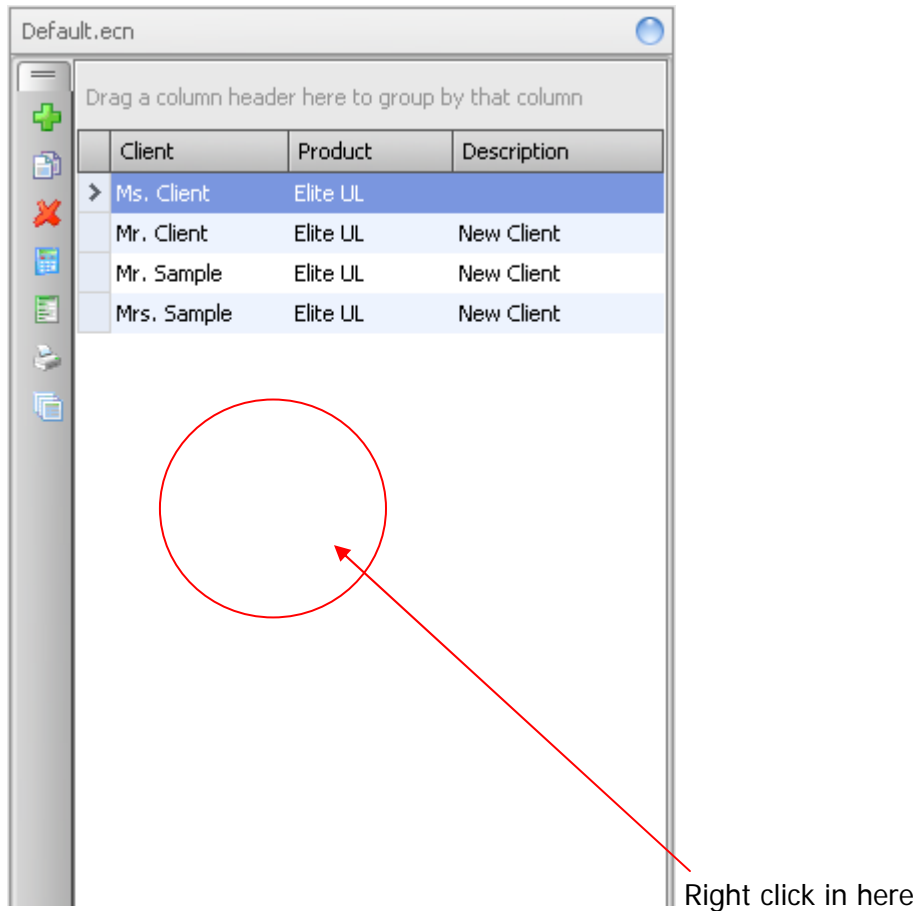 Default.ecn
Drag a column header here to group by that column
Client Product Description
Ms. Client Elite UL
Mr. Client Elite UL New Client
Mr. Sample Elite UL New Client
Mrs. Sample Elite UL New Client
Right click in here